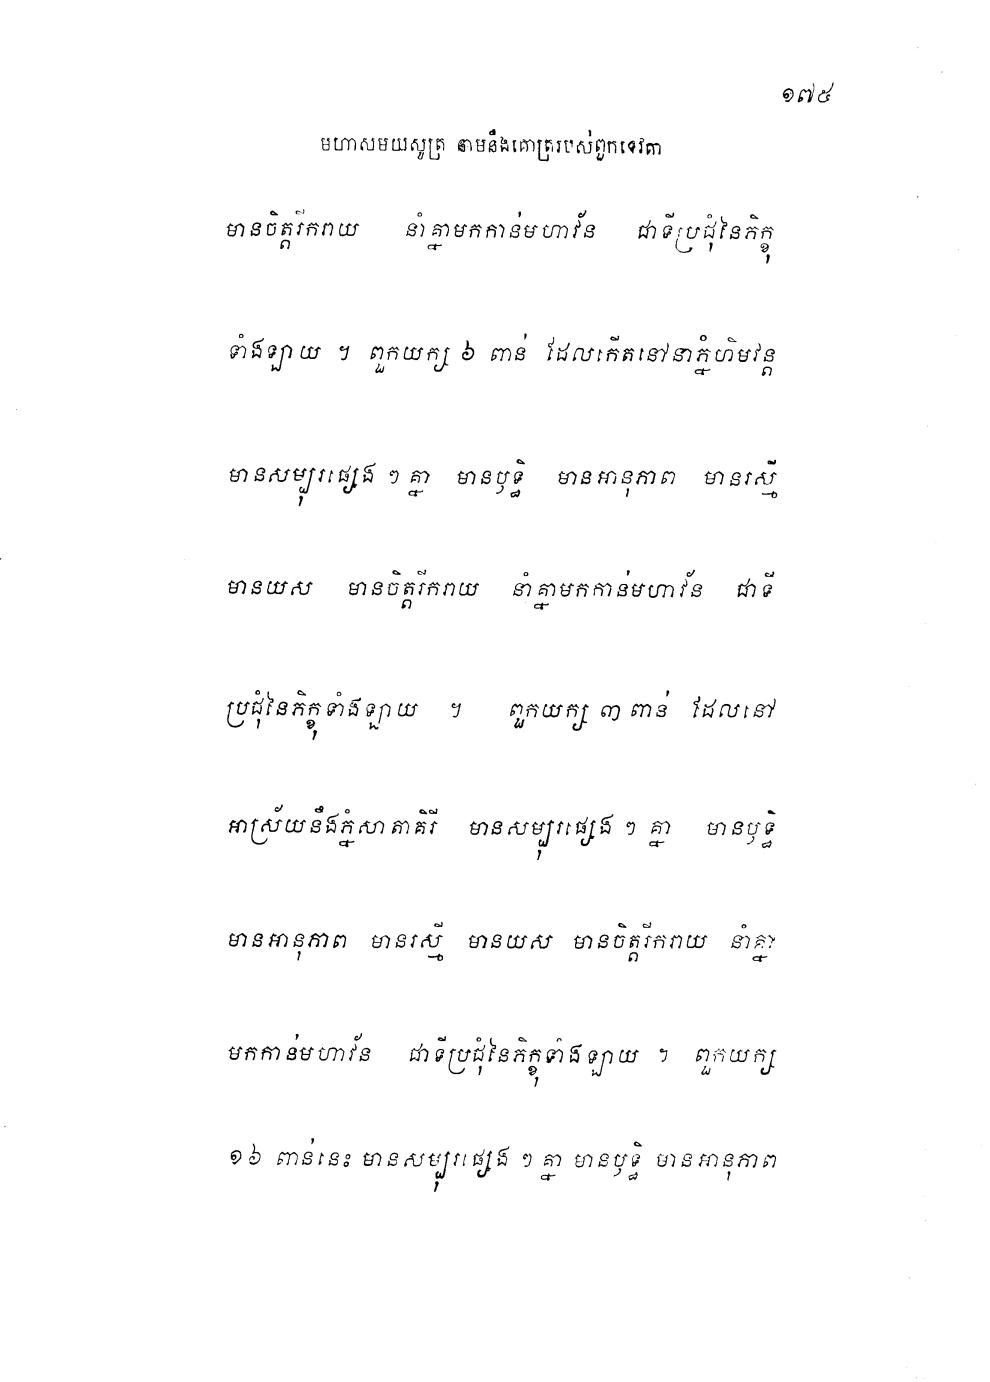 ១៧៥
មហាសមយសូត្រ នាមនឹងគោត្ររបស់ពួកទេវតា
មានចិត្តរីករាយ នាំគ្នាមកកាន់មហាវ័ន ជាទីប្រជុំនៃភិក្ខុ
ទាំងឡាយ ។ ពួកយក្ស ៦ ពាន់ ដែលកើតនៅនាភ្នំហិមវន្ត
មានសម្បុរផ្សេង ៗ គ្នា មានឫទ្ធិ មានអានុភាព មានរស្មី
មានយស មានចិត្តរីករាយ នាំគ្នាមកកាន់មហាវ័ន ជាទី
ប្រជុំនៃភិក្ខុទាំងឡាយ ។ ពួកយក្ស ៣ ពាន់ ដែលនៅ
អាស្រ័យនឹងភ្នំសាតាគិរី មានសម្បុរផ្សេង ៗ គ្នា មានឫទ្ធិ
មានអានុភាព មានរស្មី មានយស មានចិត្តរីករាយ នាំគ្នា
មកកាន់មហាវ័ន ជាទីប្រជុំនៃភិក្ខុទាំងឡាយ ។ ពួកយក្ស
១៦ ពាន់នេះ មានសម្បុរផ្សេង ៗ គ្នា មានឫទ្ធិ មានអានុភាព